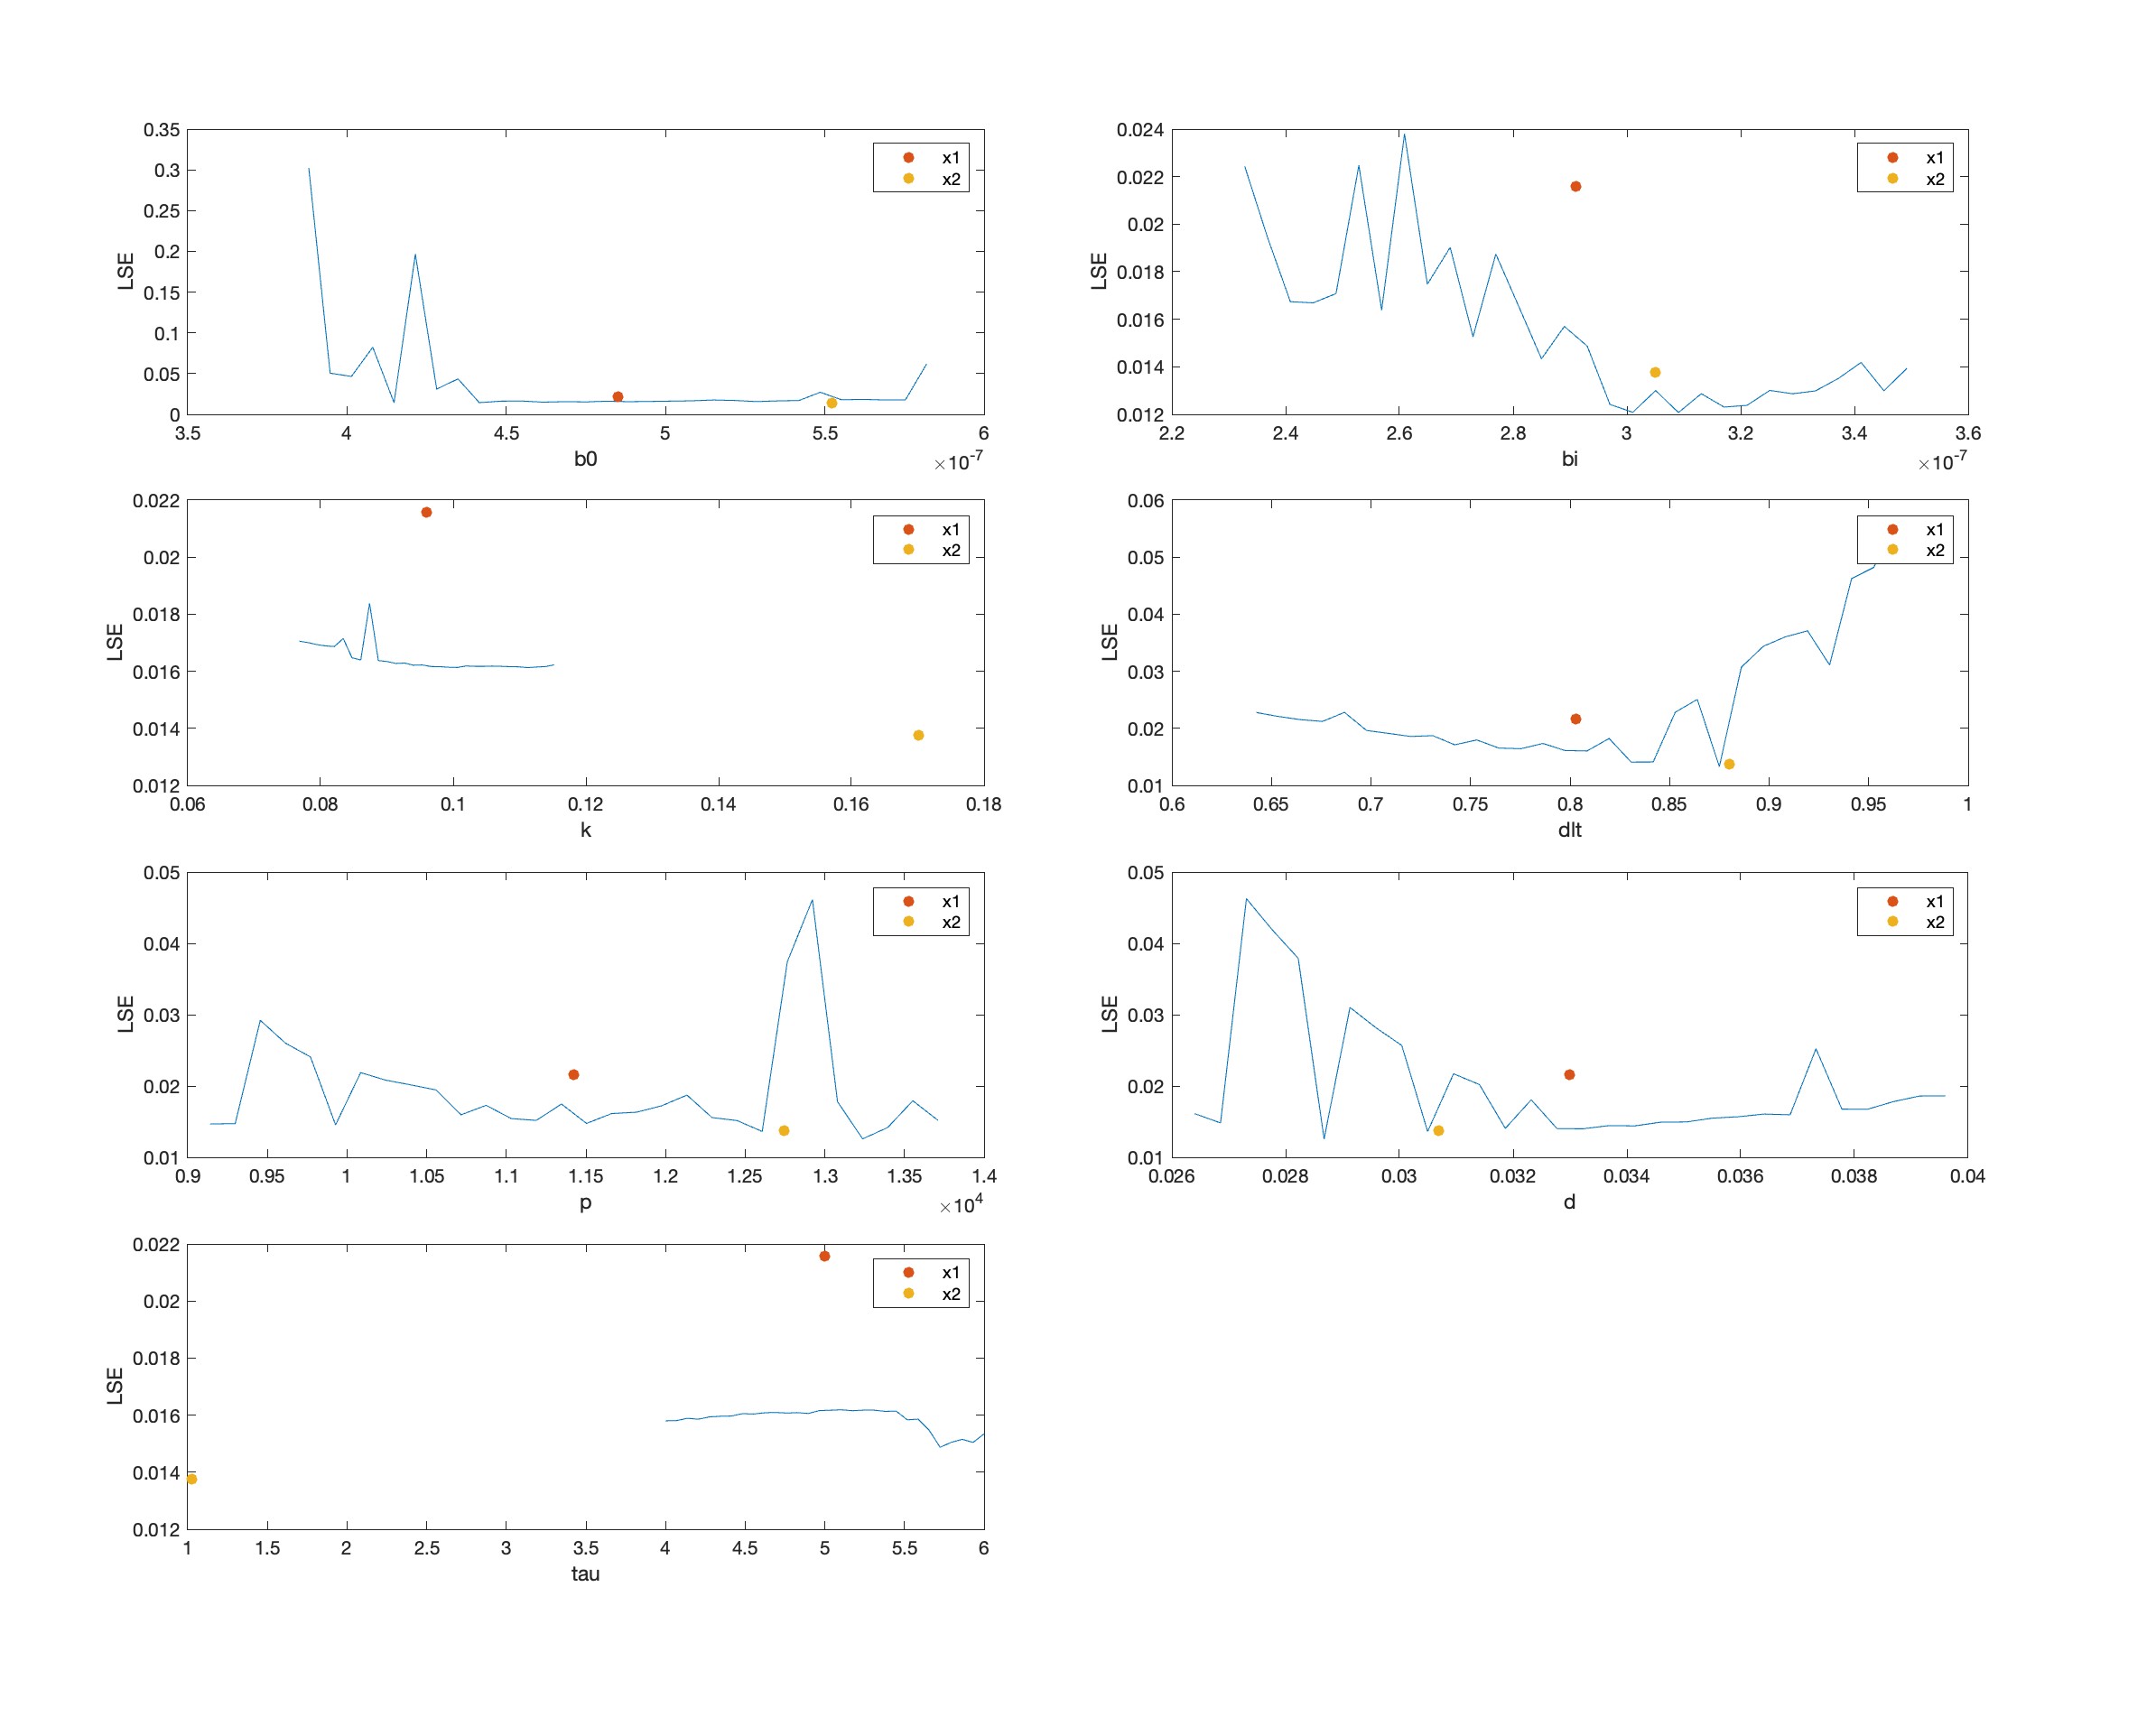 0.35
0.3
0.25
0.2
0.15
0.1
0.05
0
LSE
3.5 4 4.5 5 5.5 6
b0
×10-7
x1
x2
0.024
0.022
0.02
0.018
0.016
0.014
0.012
LSE
2.2 2.4 2.6 2.8 3 3.2 3.4 3.6
bi
×10-7
x1
x2
0.022
0.02
0.018
0.016
0.014
0.012
LSE
0.06 0.08 0.1 0.12 0.14 0.16 0.18
k
x1
x2
0.06
0.05
0.04
0.03
0.02
0.01
LSE
0.6 0.65 0.7 0.75 0.8 0.85 0.9 0.95 1
dlt
x1
x2
0.05
0.04
0.03
0.02
0.01
LSE
0.9 0.95 1 1.05 1.1 1.15 1.2 1.25 1.3 1.35 1.4
p
×104
x1
x2
0.05
0.04
0.03
0.02
0.01
LSE
0.026 0.028 0.03 0.032 0.034 0.036 0.038 0.04
d
x1
x2
0.022
0.02
0.018
0.016
0.014
0.012
LSE
1 1.5 2 2.5 3 3.5 4 4.5 5 5.5 6
tau
x1
x2